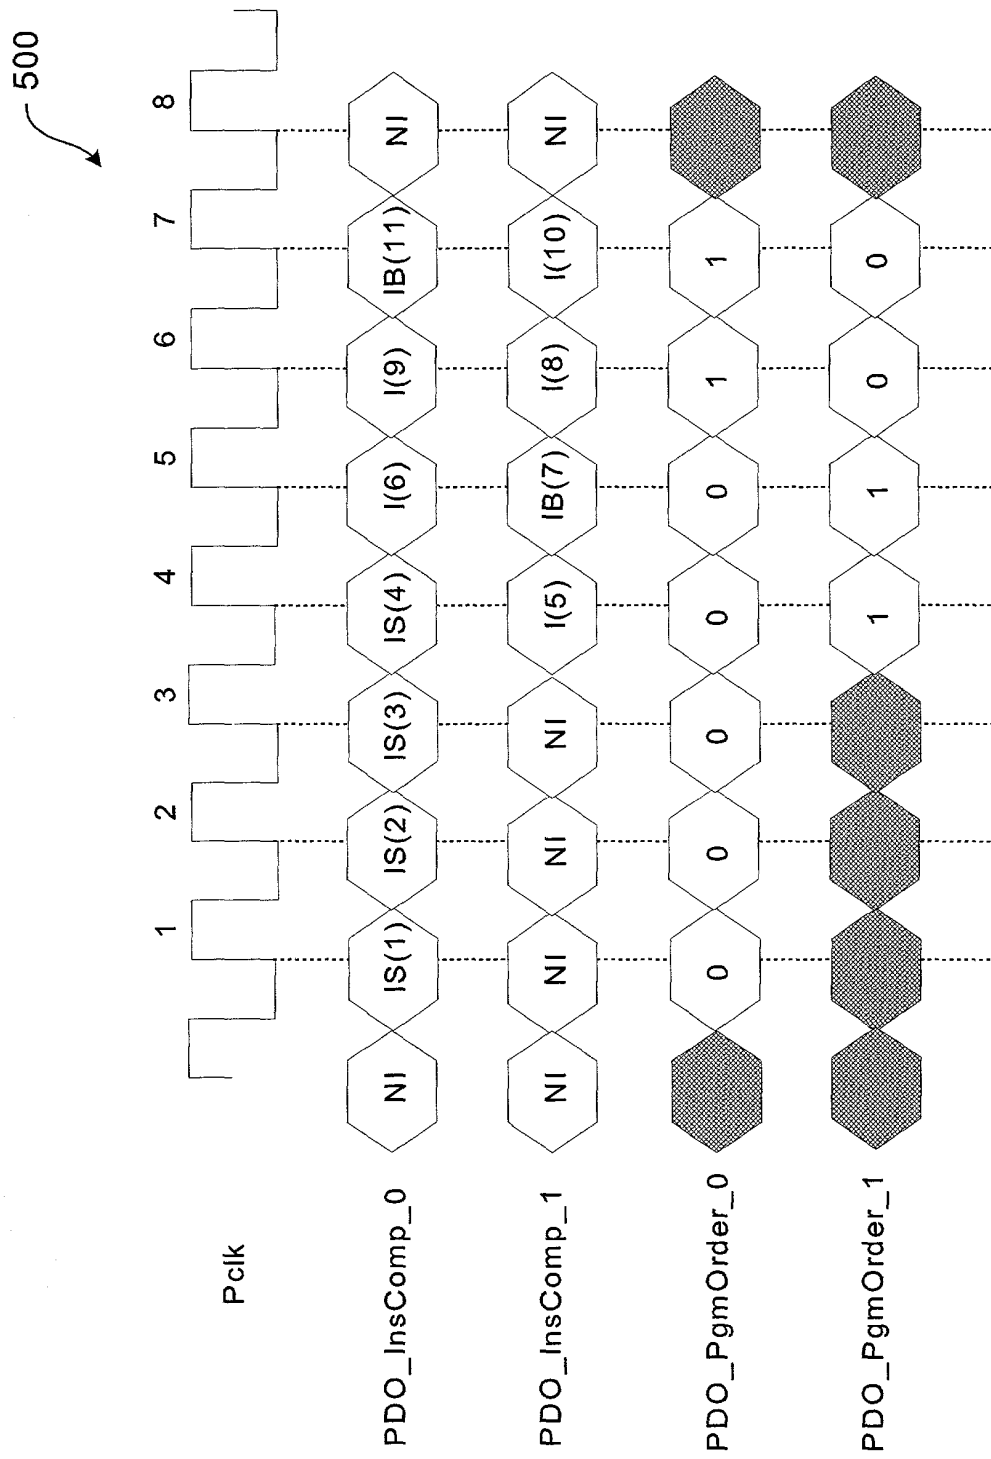 500
1 2 3 4 5 6 7 8
Pclk
PDO_InsComp_0 NI IS(1) IS(2) IS(3) IS(4) I(6) I(9) IB(11) NI
PDO_InsComp_1 NI NI NI NI I(5) IB(7) I(8) I(10) NI
PDO_PgmOrder_0 0 0 0 0 0 1 1
PDO_PgmOrder_1 1 1 0 0